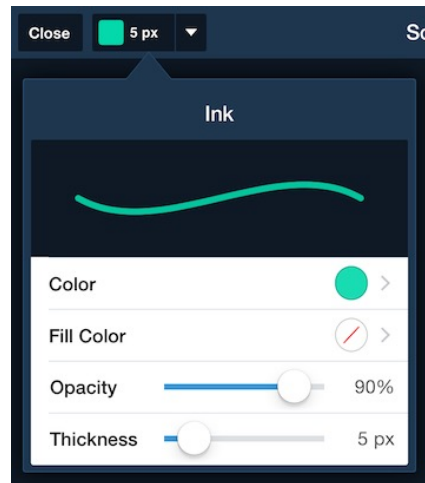 Close 5 px
Ink
Color
Fill Color
Opacity 90%
Thickness 5 px